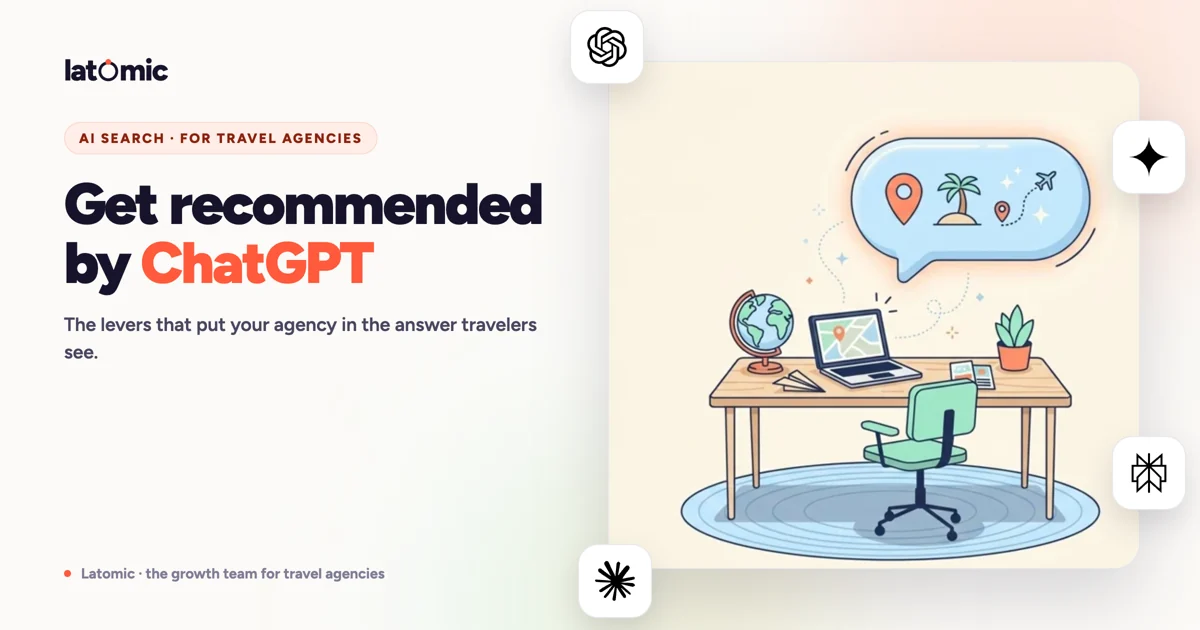 latomic
AI SEARCH · FOR TRAVEL AGENCIES
Get recommended
by ChatGPT
The levers that put your agency in the answer travelers
see.
Latomic · the growth team for travel agencies